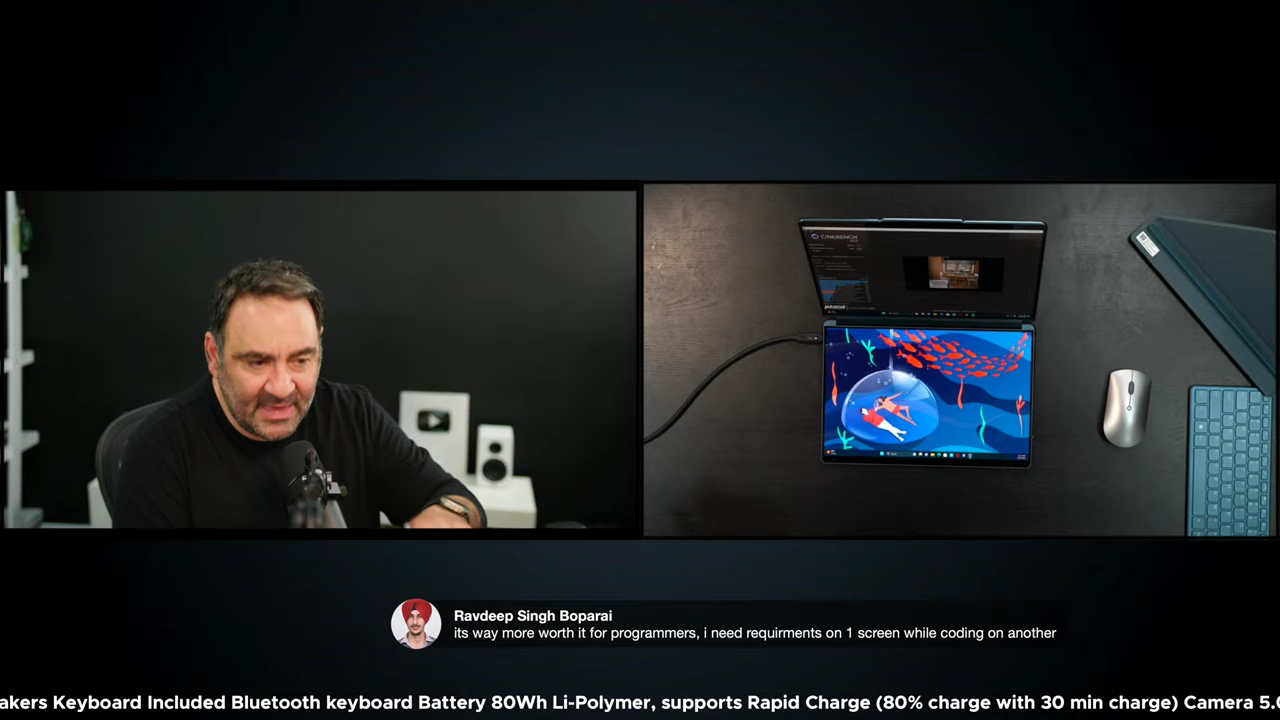 CINEBENCH
Ravdeep Singh Boparai
its way more worth it for programmers, i need requirments on 1 screen while coding on another
akers Keyboard Included Bluetooth keyboard Battery 80Wh Li-Polymer, supports Rapid Charge (80% charge with 30 min charge) Camera 5.